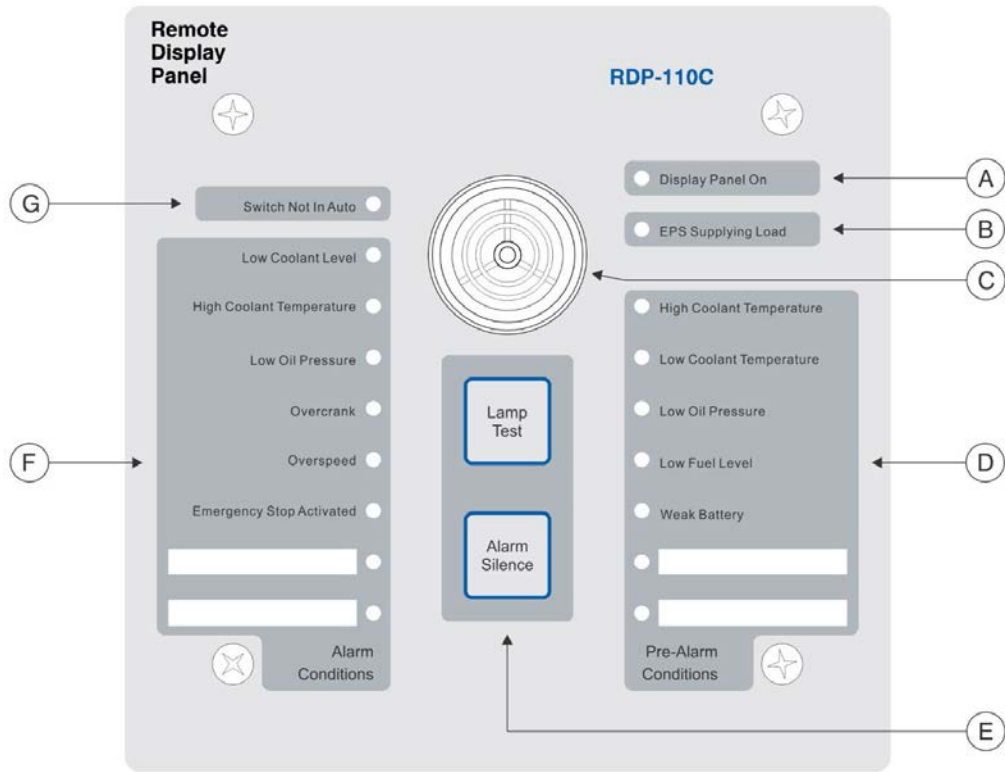 Remote
Display
Panel
RDP-110C
A
Display Panel On
G
Switch Not In Auto
B
EPS Supplying Load
Low Coolant Level
C
High Coolant Temperature
High Coolant Temperature
Low Oil Pressure
Low Coolant Temperature
Lamp
Test
Overcrank
Low Oil Pressure
F
Overspeed
Low Fuel Level
D
Emergency Stop Activated
Weak Battery
Alarm
Silence
Alarm
Conditions
Pre-Alarm
Conditions
E